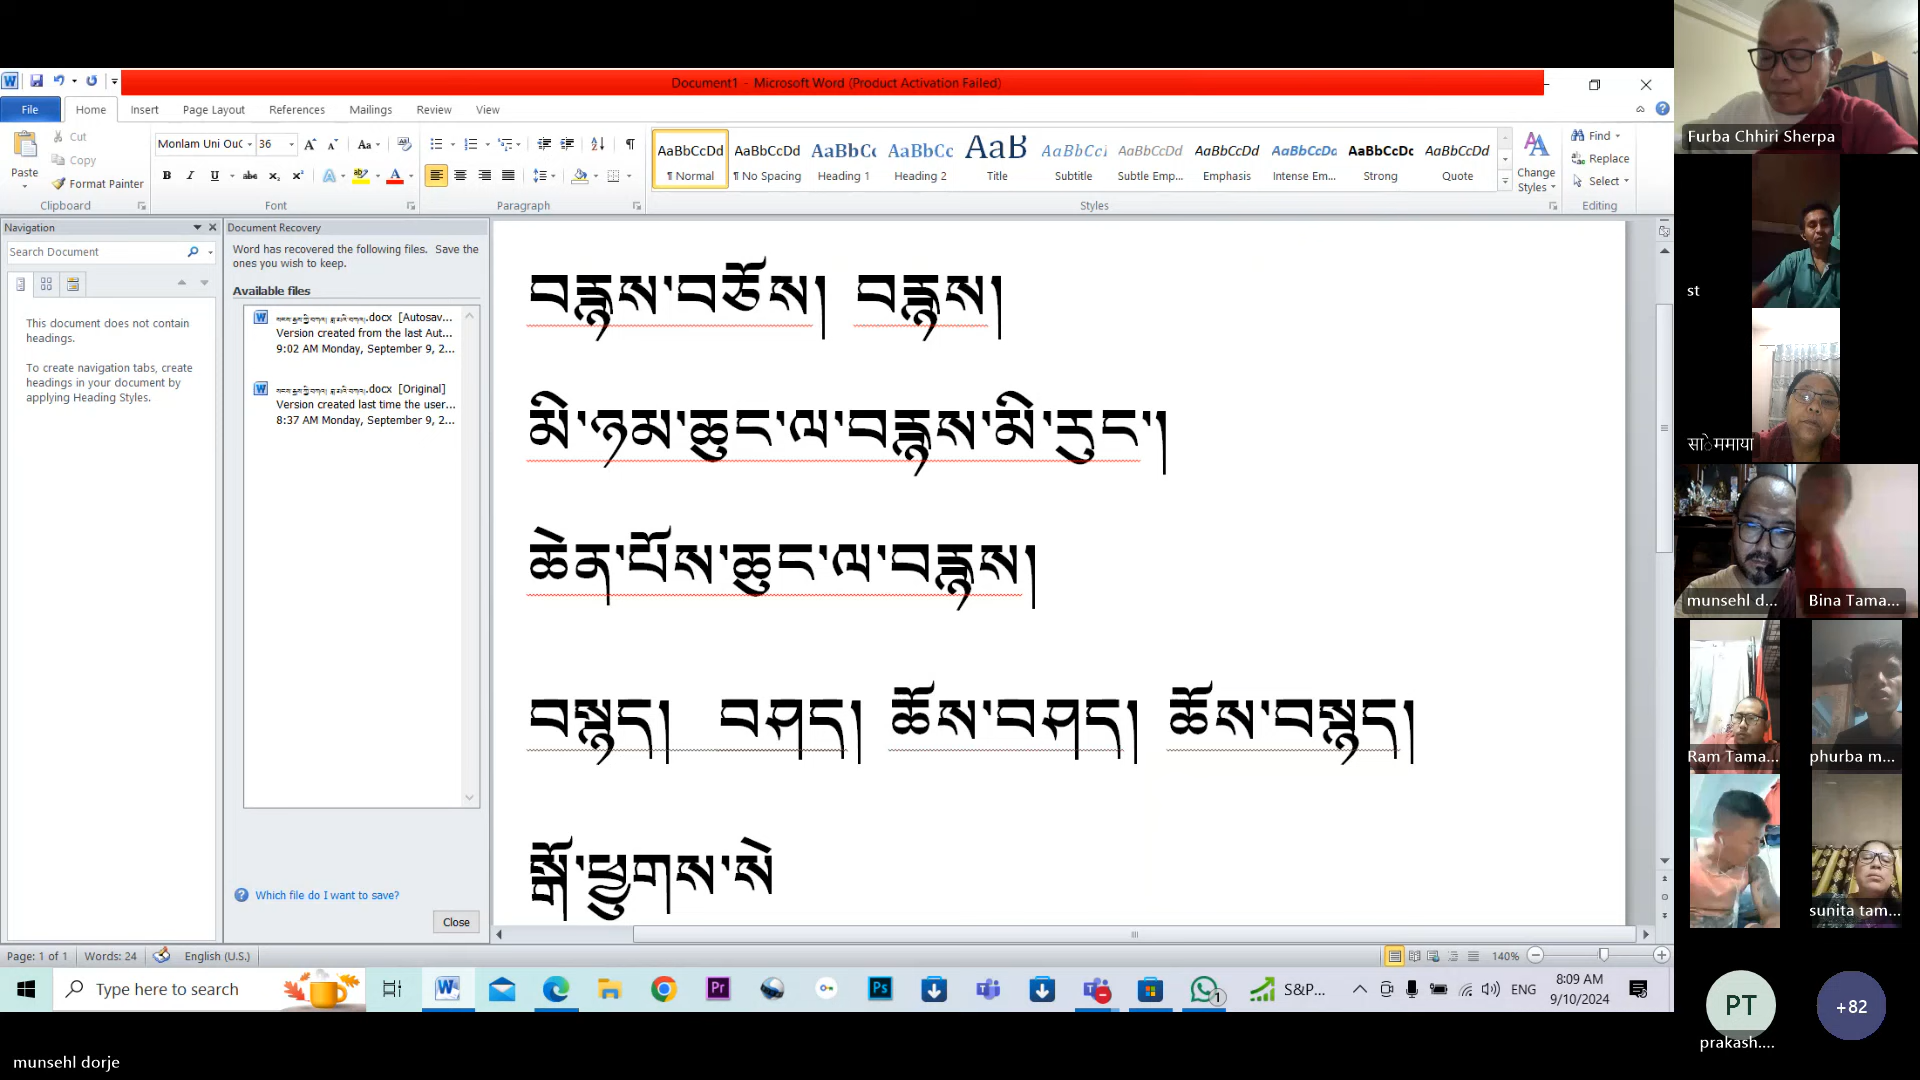 Document1 - Microsoft Word (Product Activation Failed)
File Home Insert Page Layout References Mailings Review View
Cut
Copy
Format Painter
Paste
Clipboard
Monlam Uni OuC 36
Font
Paragraph
AaBbCcDd AaBbCcDd AaBbCc AaBbCc AaB AaBbCcI AaBbCcDd AaBbCcDd AaBbCcDc AaBbCcDc AaBbCcDd
¶ Normal ¶ No Spacing Heading 1 Heading 2 Title Subtitle Subtle Emp... Emphasis Intense Em... Strong Quote
Change Styles
Styles
Find
Replace
Select
Editing
Navigation
Search Document
This document does not contain
headings.
To create navigation tabs, create
headings in your document by
applying Heading Styles.
Document Recovery
Word has recovered the following files. Save the
ones you wish to keep.
Available files
.docx [Autosav...
Version created from the last Aut...
9:02 AM Monday, September 9, 2...
.docx [Original]
Version created last time the user...
8:37 AM Monday, September 9, 2...
Which file do I want to save?
Close
བརྙས་བཅོས། བརྙས།
མི་ཉམ་ཆུང་ལ་བརྙས་མི་རུང་།
ཆེན་པོས་ཆུང་ལ་བརྙས།
བསྙད། བཤད། ཆོས་བཤད། ཆོས་བསྙད།
སྒོ་ཕྱུགས་སེ
Page: 1 of 1 Words: 24 English (U.S.) 140%
Type here to search
S&P...
ENG
8:09 AM
9/10/2024
Furba Chhiri Sherpa
st
munsehl d... Bina Tama...
Ram Tama... phurba m...
sunita tam...
PT +82
prakash....
munsehl dorje